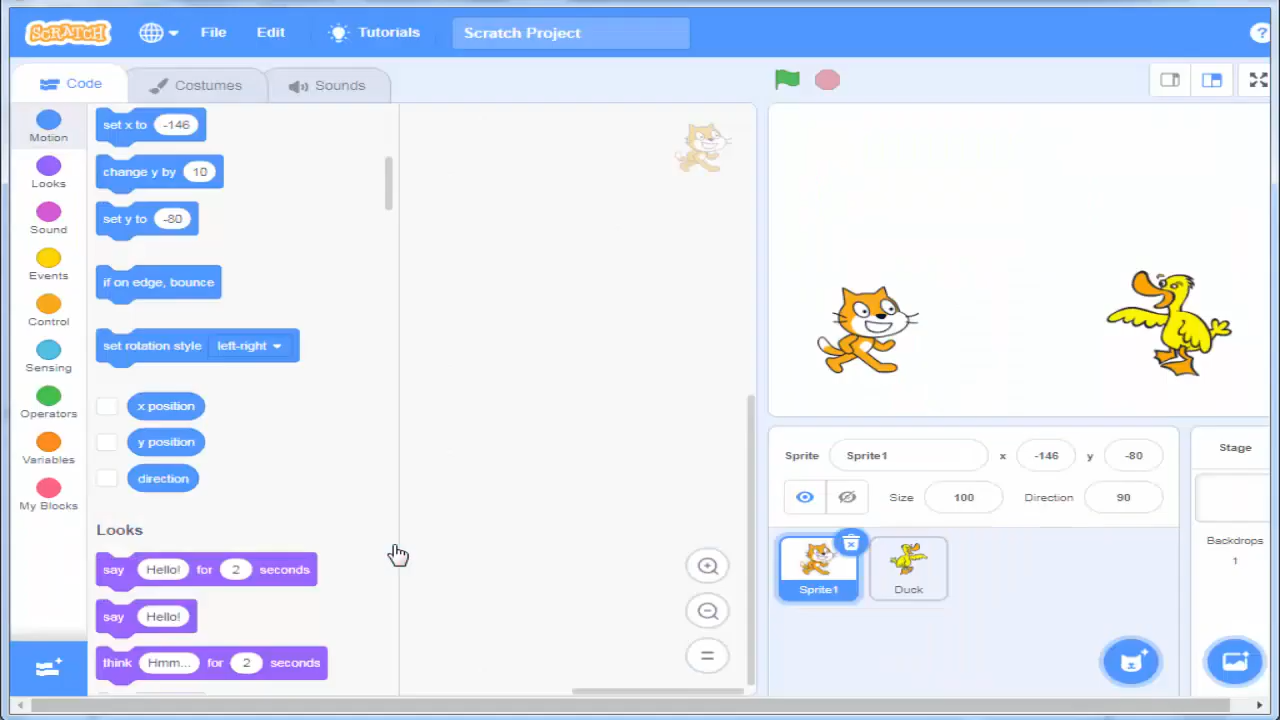 SCRATCH File Edit Tutorials Scratch Project ?
Code Costumes Sounds
Motion
Looks
Sound
Events
Control
Sensing
Operators
Variables
My Blocks
set x to -146
change y by 10
set y to -80
if on edge, bounce
set rotation style left-right
x position
y position
direction
Looks
say Hello! for 2 seconds
say Hello!
think Hmm... for 2 seconds
Sprite Sprite1 x -146 y -80
Size 100 Direction 90
Sprite1 Duck
Stage
Backdrops
1